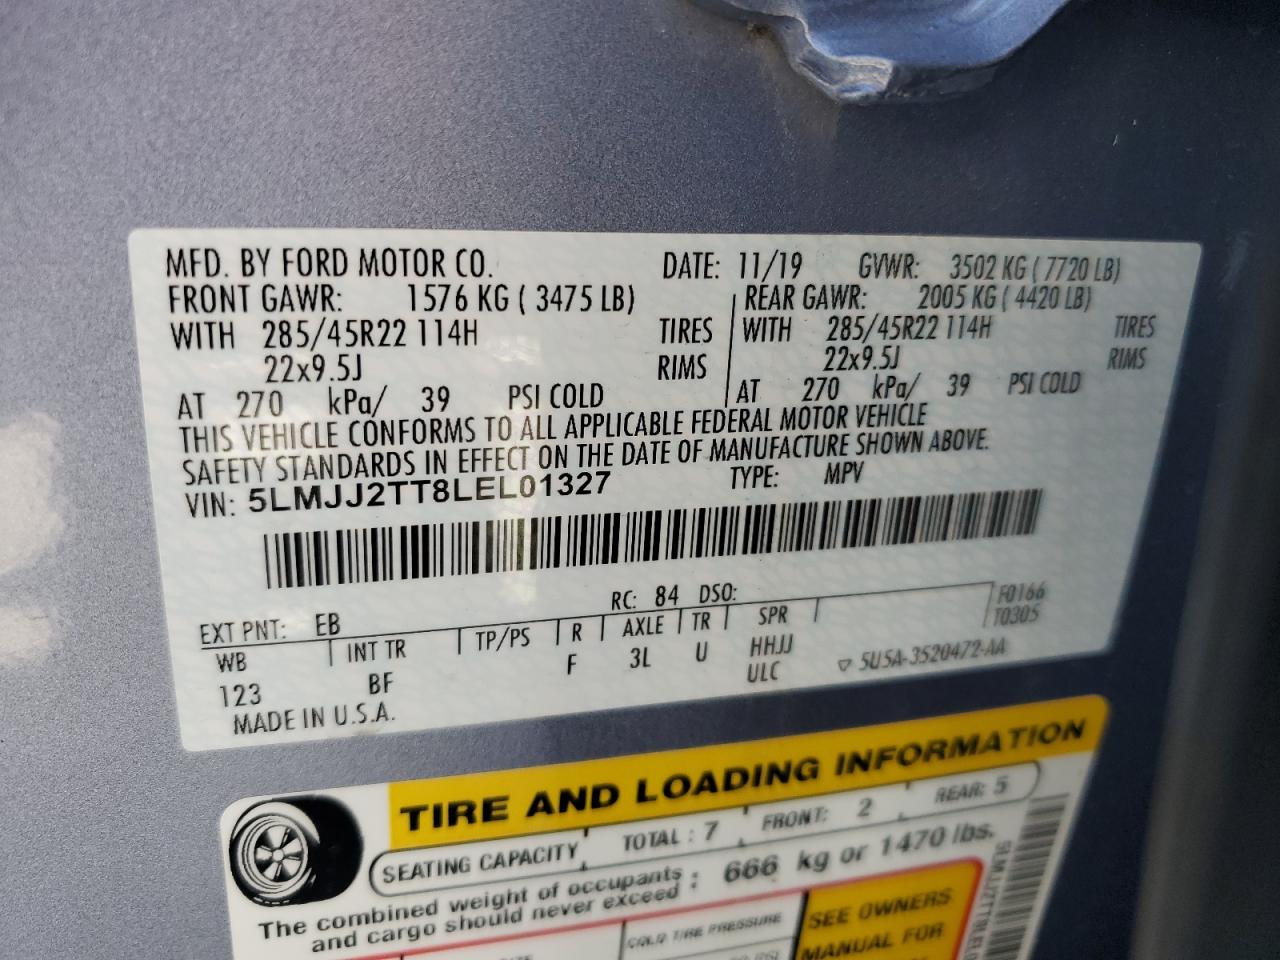 MFD. BY FORD MOTOR CO. DATE: 11/19 GVWR: 3502 KG ( 7720 LB)
FRONT GAWR: 1576 KG ( 3475 LB) REAR GAWR: 2005 KG ( 4420 LB)
WITH 285/45R22 114H TIRES WITH 285/45R22 114H TIRES
22x9.5J RIMS 22x9.5J RIMS
AT 270 kPa/ 39 PSI COLD AT 270 kPa/ 39 PSI COLD
THIS VEHICLE CONFORMS TO ALL APPLICABLE FEDERAL MOTOR VEHICLE
SAFETY STANDARDS IN EFFECT ON THE DATE OF MANUFACTURE SHOWN ABOVE.
VIN: 5LMJJ2TT8LEL01327 TYPE: MPV
EXT PNT: EB RC: 84 DSO: F0166
T0305
WB INT TR TP/PS R AXLE TR SPR
123 BF F 3L U HHJJ
ULC
5U5A-3520472-AA
MADE IN U.S.A.
TIRE AND LOADING INFORMATION
SEATING CAPACITY TOTAL : 7 FRONT: 2 REAR: 5
The combined weight of occupants : 666 kg or 1470 lbs.
and cargo should never exceed
COLD TIRE PRESSURE
SEE OWNERS
MANUAL FOR